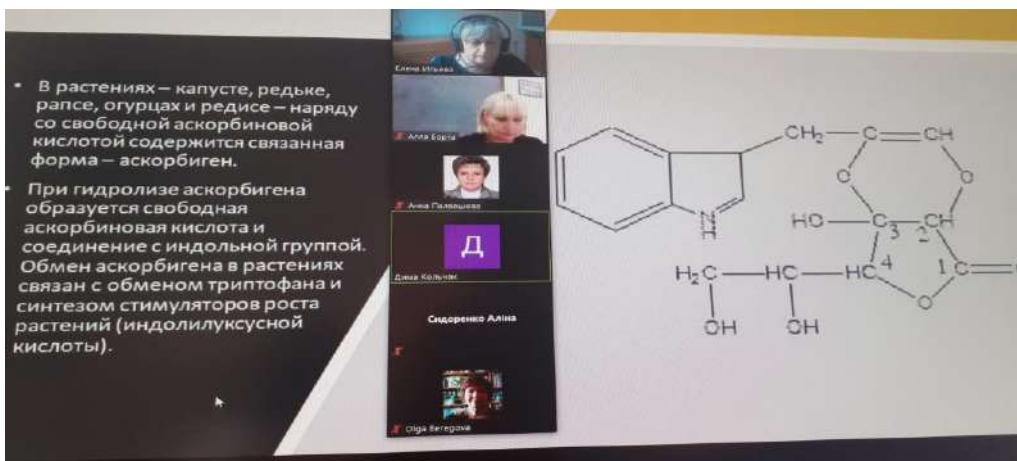 • В растениях – капусте, редьке,
рапсе, огурцах и редисе – наряду
со свободной аскорбиновой
кислотой содержится связанная
форма – аскорбиген.
• При гидролизе аскорбигена
образуется свободная
аскорбиновая кислота и
соединение с индольной группой.
Обмен аскорбигена в растениях
связан с обменом триптофана и
синтезом стимуляторов роста
растений (индолилуксусной
кислоты).
Елена Ильева
Алла Борта
Анна Палвашова
Д
Дима Кольчак
Сидоренко Аліна
Olga Beregova
CH₂
C
CH
O
O
HO
C
CH
3
2
N
H
H₂C
HC
HC
4
1
C
O
OH
OH